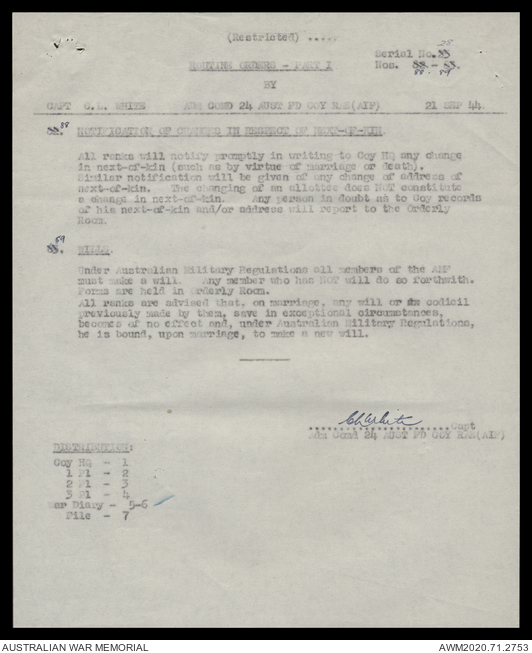 (Restricted) .....
Serial No. 28
ROUTINE ORDERS - PART I
Nos. 88 - 89
BY
CAPT C.L. WHITE ADM COMD 24 AUST FD COY RAE(AIF) 21 SEP 44.
88. NOTIFICATION OF CHANGES IN RESPECT OF NEXT-OF-KIN.
All ranks will notify promptly in writing to Coy HQ any change
in next-of-kin (such as by virtue of marriage or death).
Similar notification will be given of any change of address of
next-of-kin. The changing of an allottee does NOT constitute
a change in next-of-kin. Any person in doubt as to Coy records
of his next-of-kin and/or address will report to the Orderly
Room.
89. WILLS.
Under Australian Military Regulations all members of the AMF
must make a will. Any member who has NOT will do so forthwith.
Forms are held in Orderly Room.
All ranks are advised that, on marriage, any will or codicil
previously made by them, save in exceptional circumstances,
becomes of no effect and, under Australian Military Regulations,
he is bound, upon marriage, to make a new will.
CLWhite Capt
Adm Comd 24 AUST FD COY RAE(AIF)
DISTRIBUTION:
Coy HQ - 1
1 Pl - 2
2 Pl - 3
3 Pl - 4
War Diary - 5-6
File - 7
AUSTRALIAN WAR MEMORIAL
AWM2020.71.2753